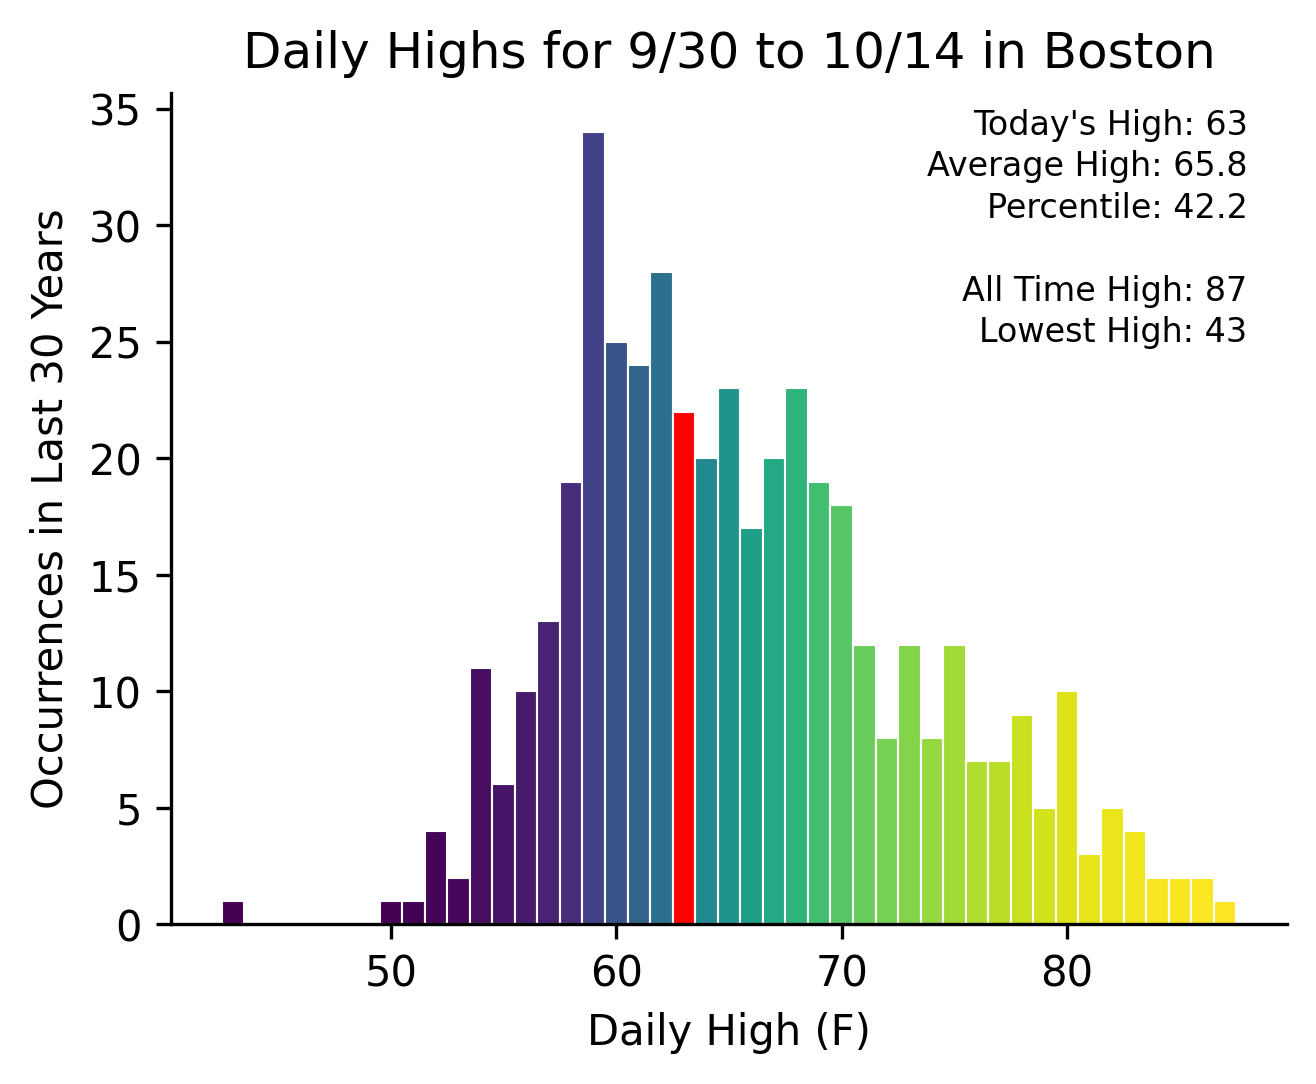 Daily Highs for 9/30 to 10/14 in Boston
Today's High: 63
Average High: 65.8
Percentile: 42.2
All Time High: 87
Lowest High: 43
Occurrences in Last 30 Years
35
30
25
20
15
10
5
0
50 60 70 80
Daily High (F)